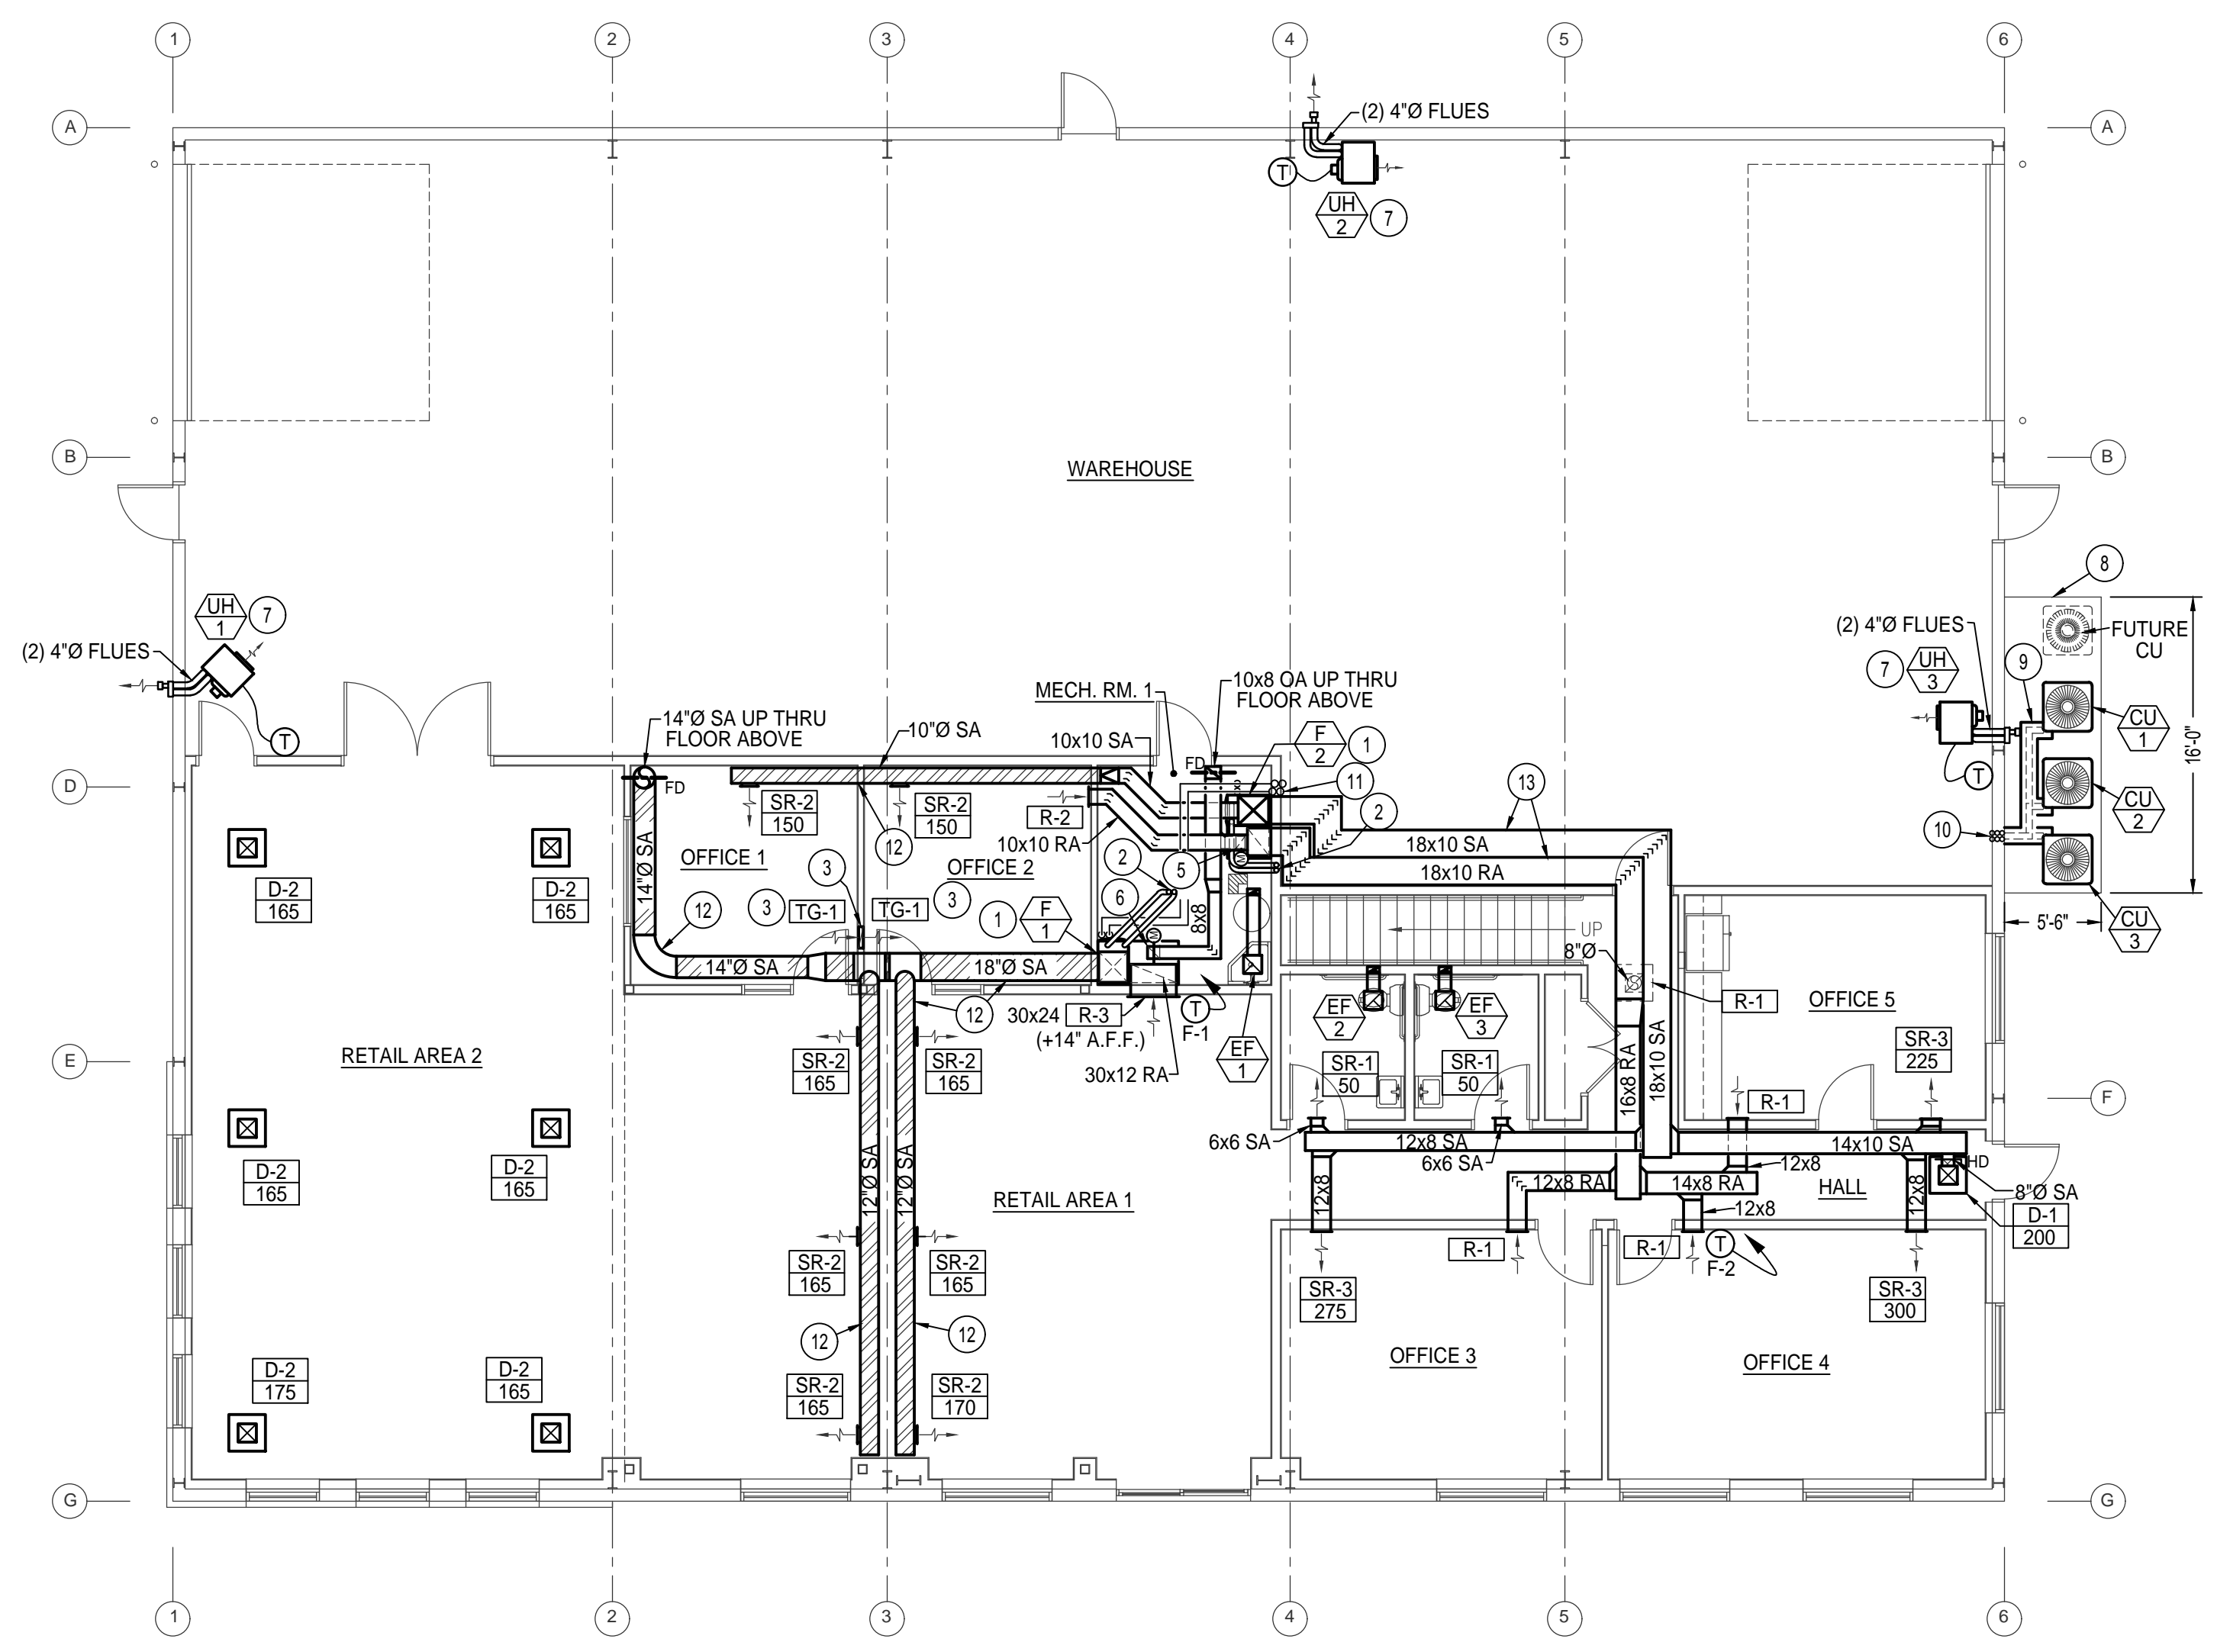 1
2
3
4
5
6
A
(2) 4"Ø FLUES
A
T
UH
2
7
B
WAREHOUSE
B
8
UH
1
7
(2) 4"Ø FLUES
FUTURE
CU
(2) 4"Ø FLUES
9
7
UH
3
16'-0"
MECH. RM. 1
10x8 OA UP THRU
FLOOR ABOVE
14"Ø SA UP THRU
FLOOR ABOVE
10"Ø SA
10x10 SA
F
2
1
CU
1
T
FD
FD
11
13
T
D
D
SR-2
150
SR-2
150
R-2
2
CU
2
10
10x10 RA
12
18x10 SA
OFFICE 1
OFFICE 2
2
5
M
18x10 RA
3
6
14"Ø SA
D-2
165
D-2
165
12
3
TG-1
TG-1
3
1
F
1
8x8
UP
5'-6"
CU
3
M
14"Ø SA
18"Ø SA
8"Ø
R-1
OFFICE 5
12
30x24
R-3
(+14" A.F.F.)
T
F-1
EF
2
EF
3
RETAIL AREA 2
E
SR-2
165
SR-2
165
30x12 RA
EF
1
SR-1
50
SR-1
50
16x8 RA
18x10 SA
SR-3
225
R-1
F
6x6 SA
12x8 SA
6x6 SA
14x10 SA
D-2
165
D-2
165
12"Ø SA
12"Ø SA
RETAIL AREA 1
12x8
12x8 RA
14x8 RA
12x8
12x8
HALL
12x8
HD
8"Ø SA
D-1
200
R-1
R-1
T
F-2
SR-2
165
SR-2
165
SR-3
275
SR-3
300
12
12
OFFICE 3
OFFICE 4
D-2
175
D-2
165
SR-2
165
SR-2
170
G
G
1
2
3
4
5
6